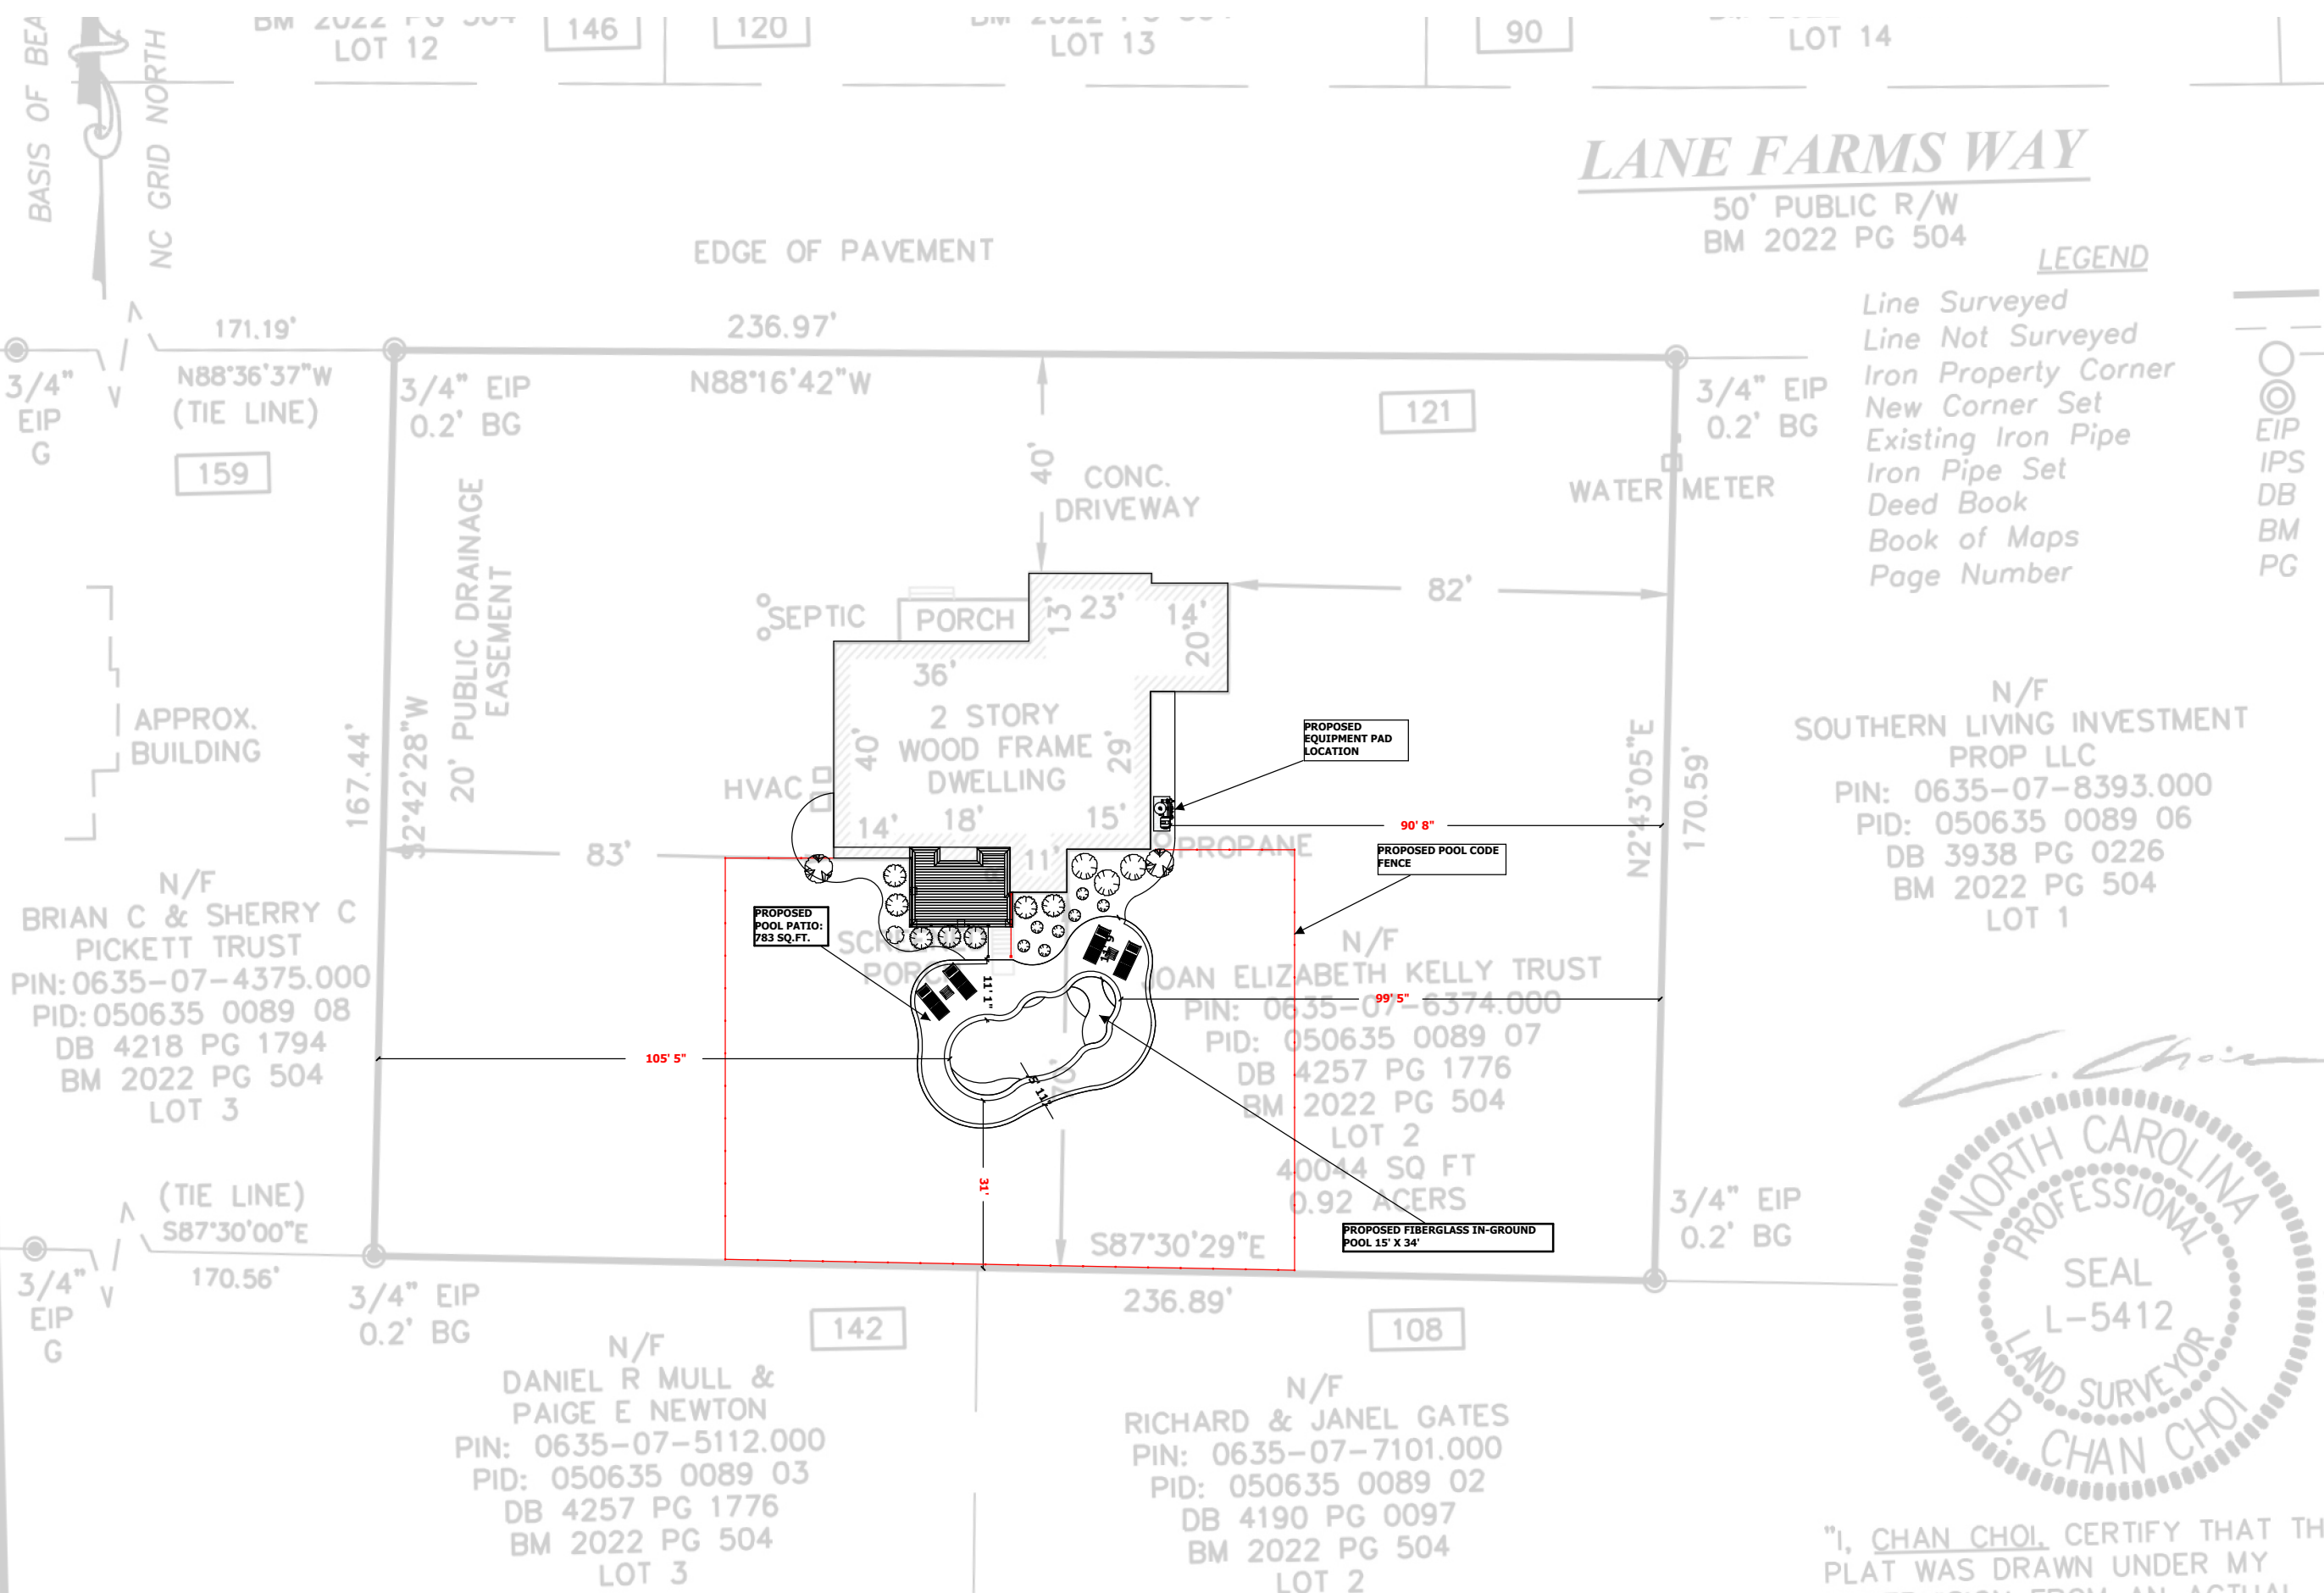 LOT 12
146
120
LOT 13
90
LOT 14
BASIS OF BEA
NC GRID NORTH
LANE FARMS WAY
50' PUBLIC R/W
BM 2022 PG 504
EDGE OF PAVEMENT
LEGEND
Line Surveyed
Line Not Surveyed
Iron Property Corner
New Corner Set
Existing Iron Pipe
EIP
Iron Pipe Set
IPS
Deed Book
DB
Book of Maps
BM
Page Number
PG
171.19'
N88°36'37"W
(TIE LINE)
3/4"
EIP
G
236.97'
N88°16'42"W
3/4" EIP
0.2' BG
121
3/4" EIP
0.2' BG
159
40'
CONC.
DRIVEWAY
WATER METER
20' PUBLIC DRAINAGE
EASEMENT
82'
SEPTIC
PORCH
13'
23'
14'
20'
36'
2 STORY
WOOD FRAME
DWELLING
40'
29'
HVAC
14'
18'
15'
11'
PROPANE
APPROX.
BUILDING
167.44'
S2°42'28"W
83'
PROPOSED
EQUIPMENT PAD
LOCATION
90' 8"
PROPOSED POOL CODE
FENCE
N2°43'05"E
170.59'
N/F
SOUTHERN LIVING INVESTMENT
PROP LLC
PIN: 0635-07-8393.000
PID: 050635 0089 06
DB 3938 PG 0226
BM 2022 PG 504
LOT 1
N/F
BRIAN C & SHERRY C
PICKETT TRUST
PIN: 0635-07-4375.000
PID: 050635 0089 08
DB 4218 PG 1794
BM 2022 PG 504
LOT 3
PROPOSED
POOL PATIO:
783 SQ.FT.
PORC
11' 1"
N/F
JOAN ELIZABETH KELLY TRUST
PIN: 0635-07-6374.000
PID: 050635 0089 07
DB 4257 PG 1776
BM 2022 PG 504
LOT 2
40044 SQ FT
0.92 ACERS
99' 5"
105' 5"
31'
PROPOSED FIBERGLASS IN-GROUND
POOL 15' X 34'
(TIE LINE)
S87°30'00"E
170.56'
3/4"
EIP
G
3/4" EIP
0.2' BG
S87°30'29"E
236.89'
3/4" EIP
0.2' BG
142
108
N/F
DANIEL R MULL &
PAIGE E NEWTON
PIN: 0635-07-5112.000
PID: 050635 0089 03
DB 4257 PG 1776
BM 2022 PG 504
LOT 3
N/F
RICHARD & JANEL GATES
PIN: 0635-07-7101.000
PID: 050635 0089 02
DB 4190 PG 0097
BM 2022 PG 504
LOT 2
NORTH CAROLINA
PROFESSIONAL
SEAL
L-5412
LAND SURVEYOR
B. CHAN CHOI
"I, CHAN CHOI, CERTIFY THAT TH
PLAT WAS DRAWN UNDER MY